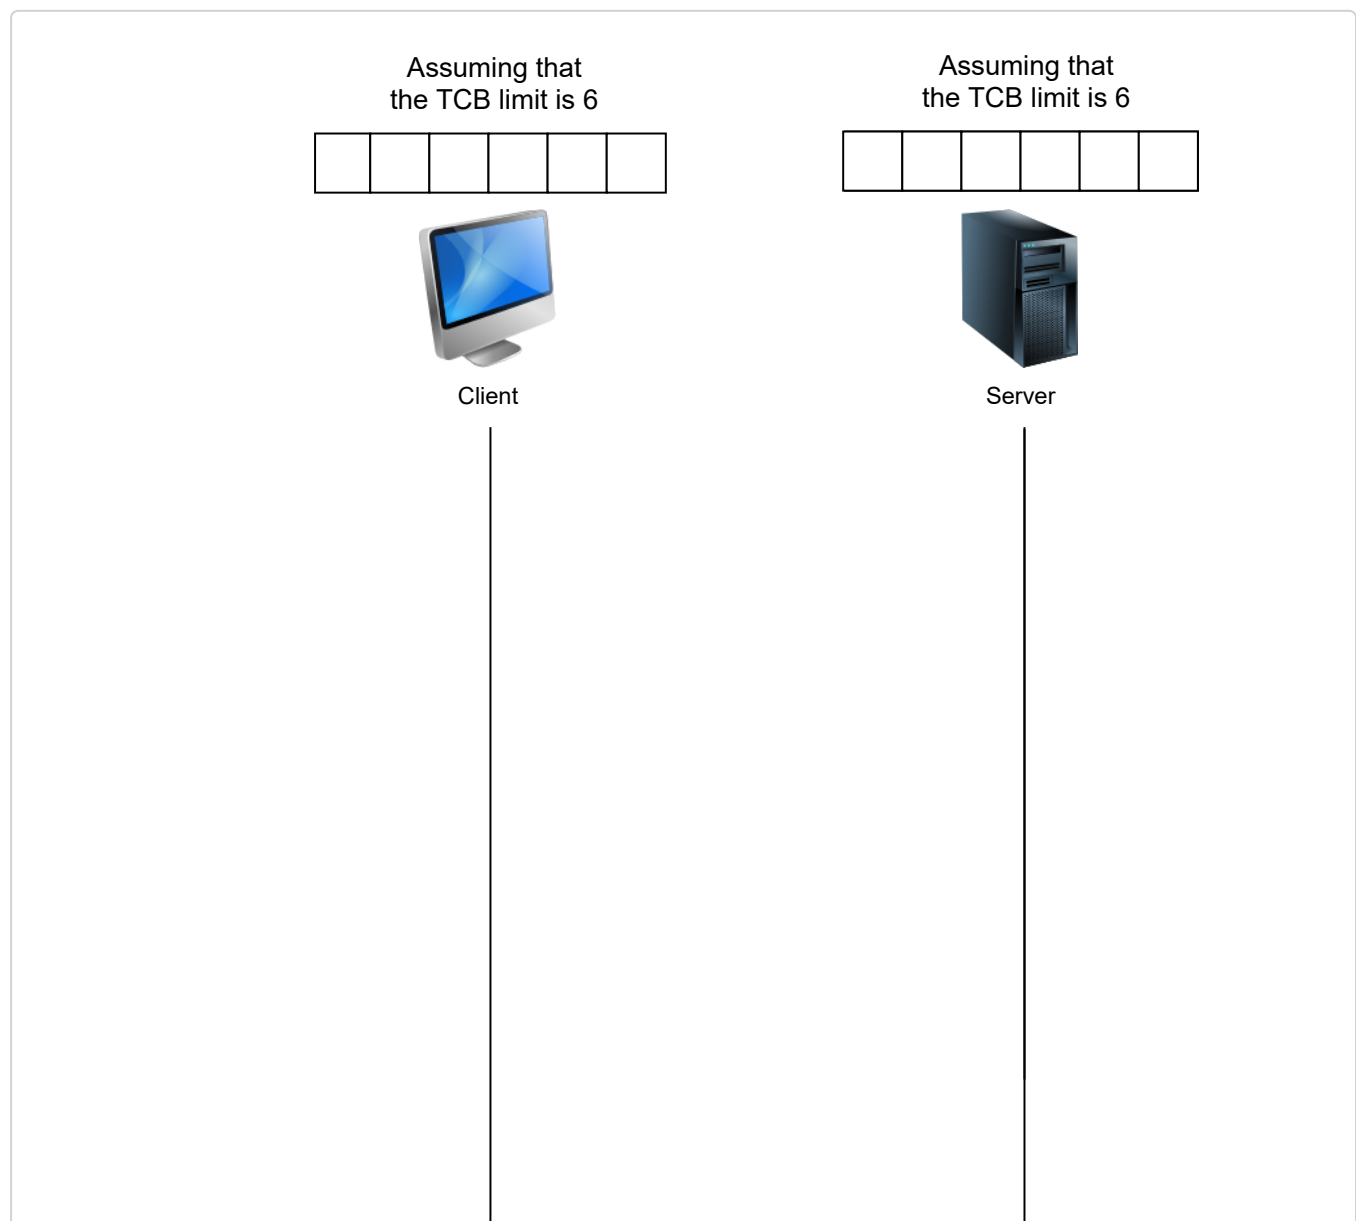 Assuming that
the TCB limit is 6
Assuming that
the TCB limit is 6
Client
Server